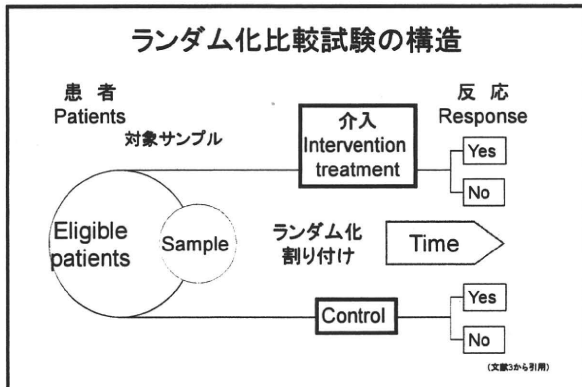 ランダム化比較試験の構造
患者
Patients
対象サンプル
介入
Intervention
treatment
反応
Response
Yes
No
Eligible
patients
Sample
ランダム化
割り付け
Time
Control
Yes
No
(文献3から引用)